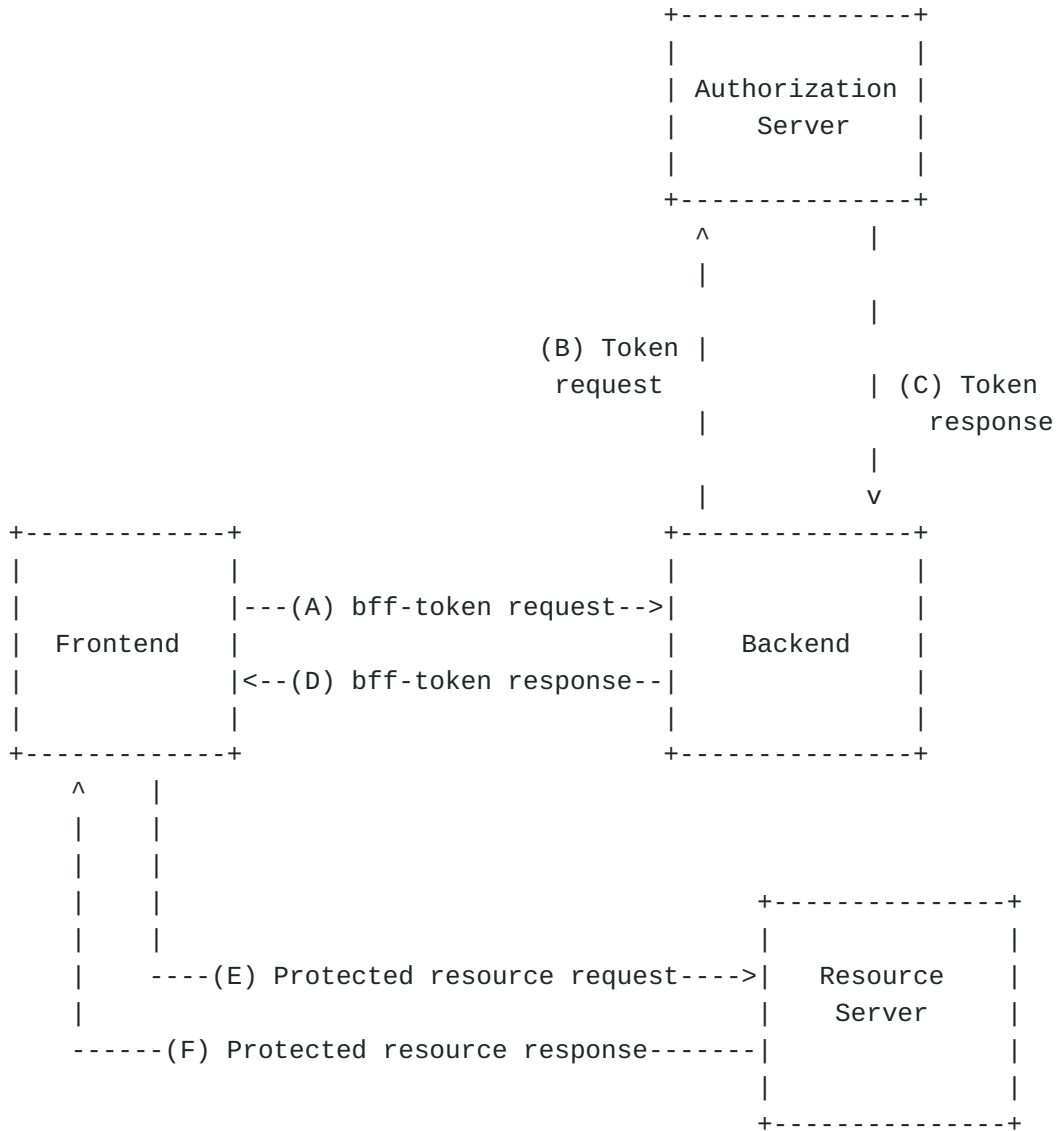 Authorization
Server
(B) Token
request
(C) Token
response
---(A) bff-token request-->
Frontend
Backend
<--(D) bff-token response--
----(E) Protected resource request---->
Resource
Server
------(F) Protected resource response-------